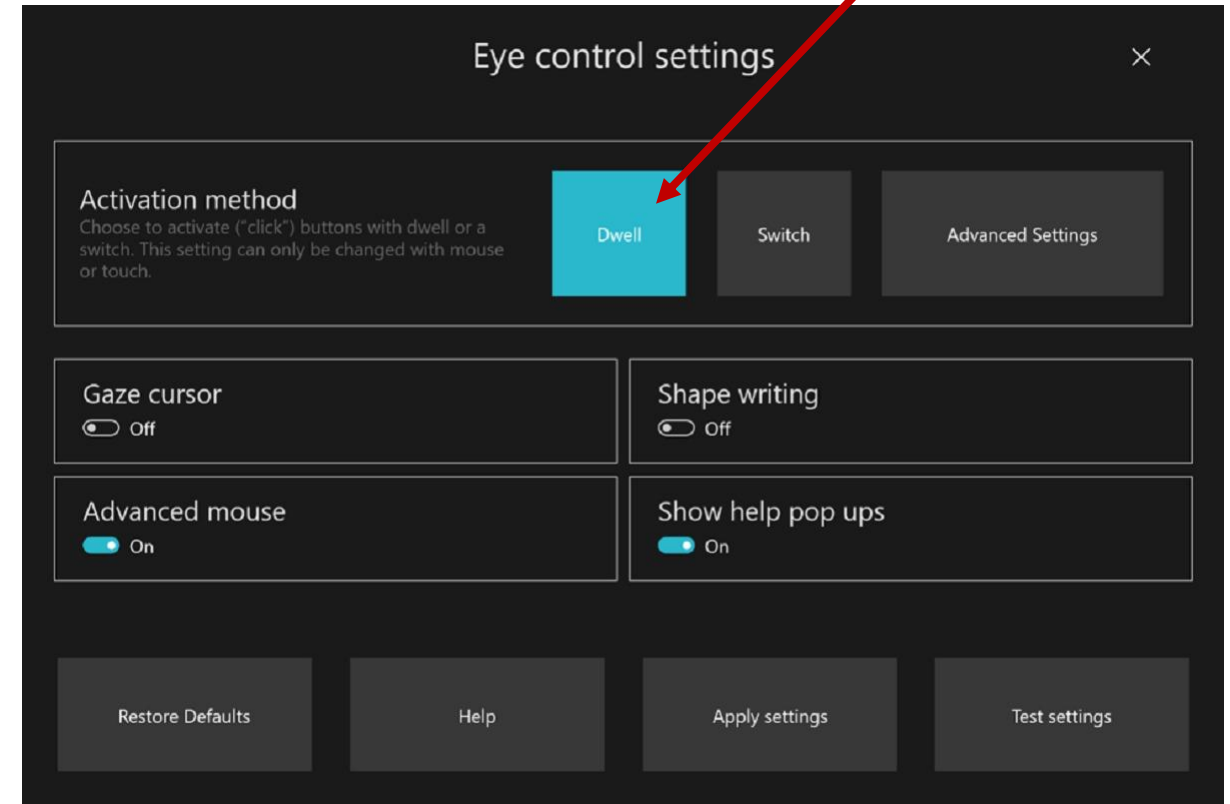 Eye control settings
Activation method
Choose to activate ("click") buttons with dwell or a
switch. This setting can only be changed with mouse
or touch.
Dwell
Switch
Advanced Settings
Gaze cursor
Off
Shape writing
Off
Advanced mouse
On
Show help pop ups
On
Restore Defaults
Help
Apply settings
Test settings